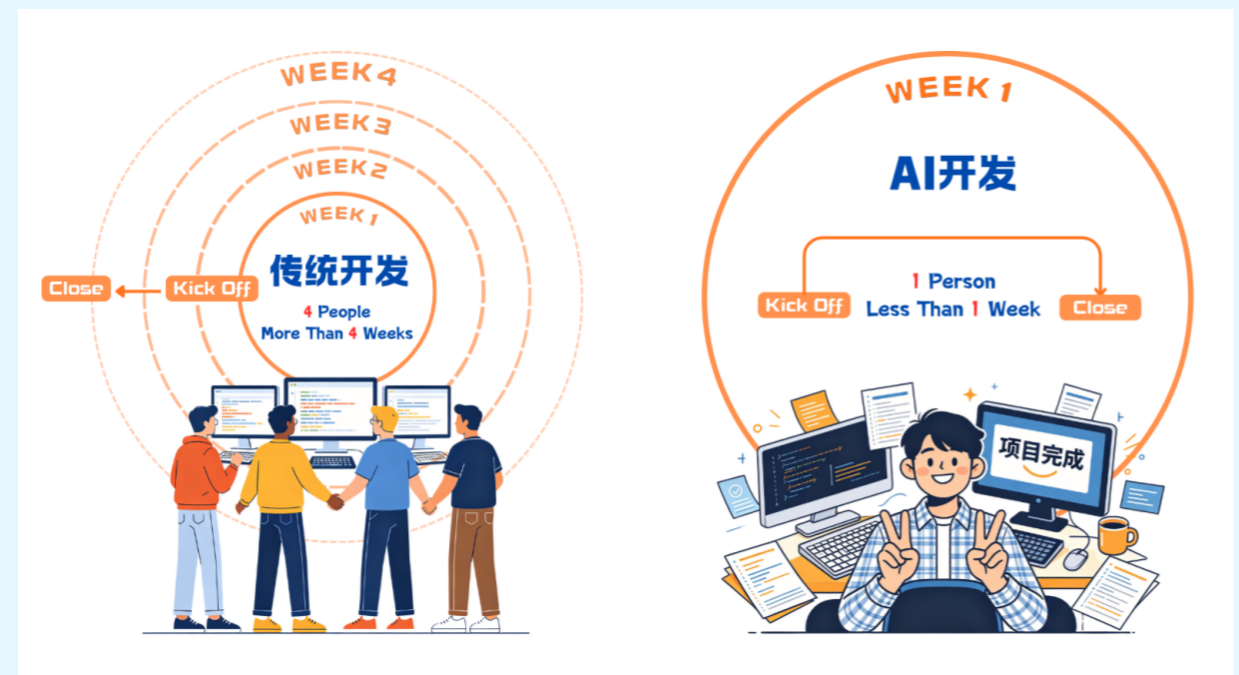 WEEK 4
WEEK 3
WEEK 2
WEEK 1
传统开发
Close
Kick Off
4 People
More Than 4 Weeks
WEEK 1
AI开发
Kick Off
1 Person
Less Than 1 Week
Close
项目完成